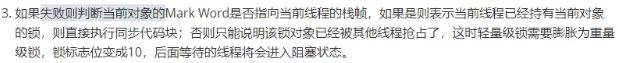 3. 如果失败则判断当前对象的Mark Word是否指向当前线程的栈帧，如果是则表示当前线程已经持有当前对象
的锁，则直接执行同步代码块；否则只能说明该锁对象已经被其他线程抢占了，这时轻量级锁需要膨胀为重量
级锁，锁标志位变成10，后面等待的线程将会进入阻塞状态。